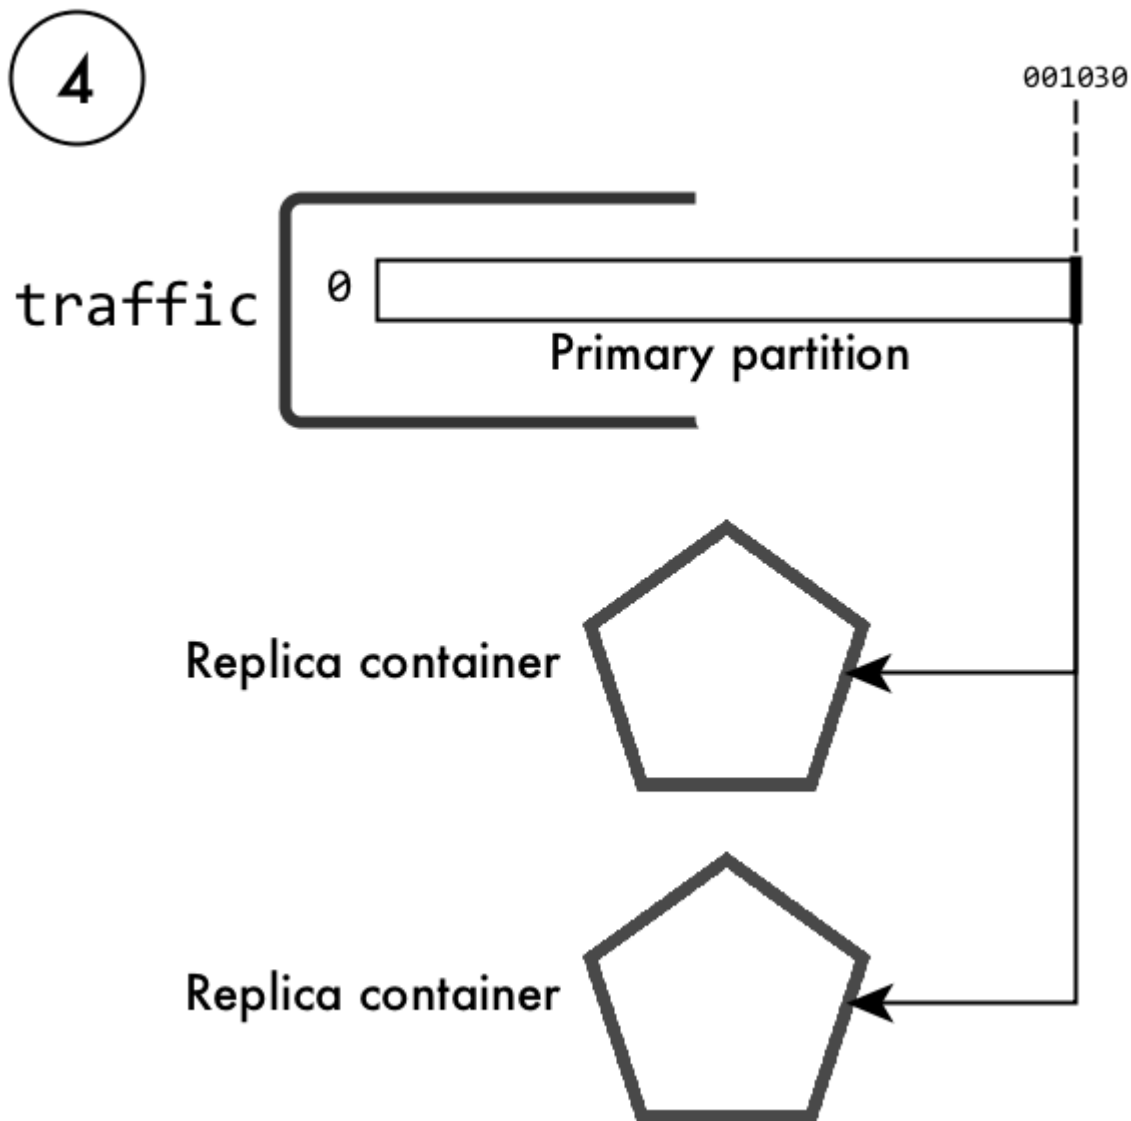 4
001030
traffic
0
Primary partition
Replica container
Replica container